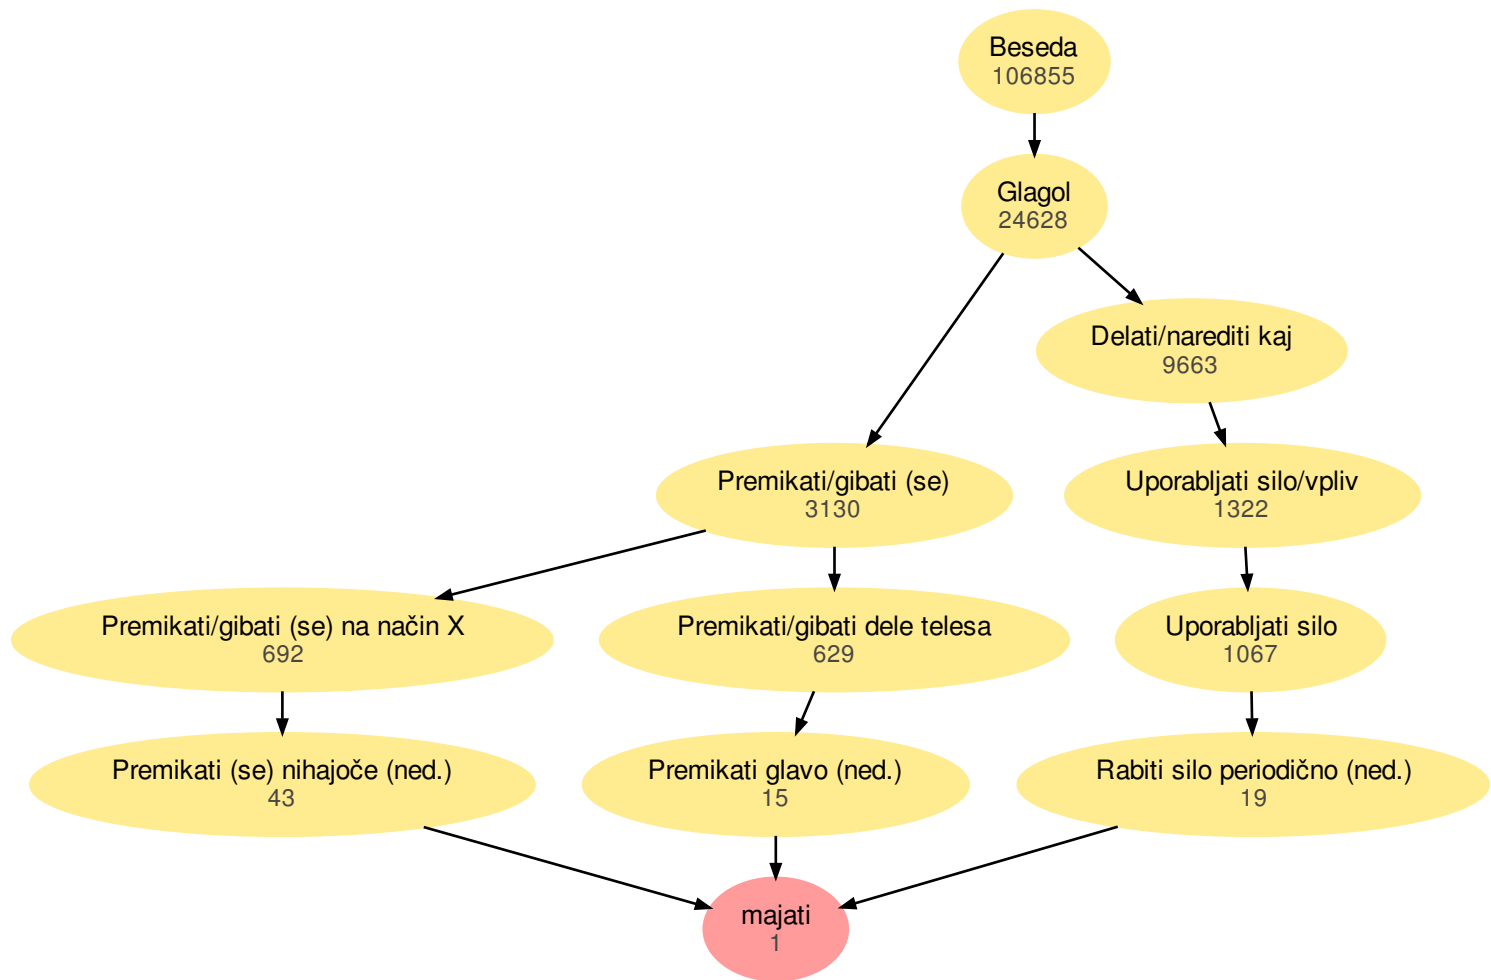 Beseda
106855
Glagol
24628
Delati/narediti kaj
9663
Premikati/gibati (se)
3130
Uporabljati silo/vpliv
1322
Premikati/gibati (se) na način X
692
Premikati/gibati dele telesa
629
Uporabljati silo
1067
Premikati (se) nihajoče (ned.)
43
Premikati glavo (ned.)
15
Rabiti silo periodično (ned.)
19
majati
1